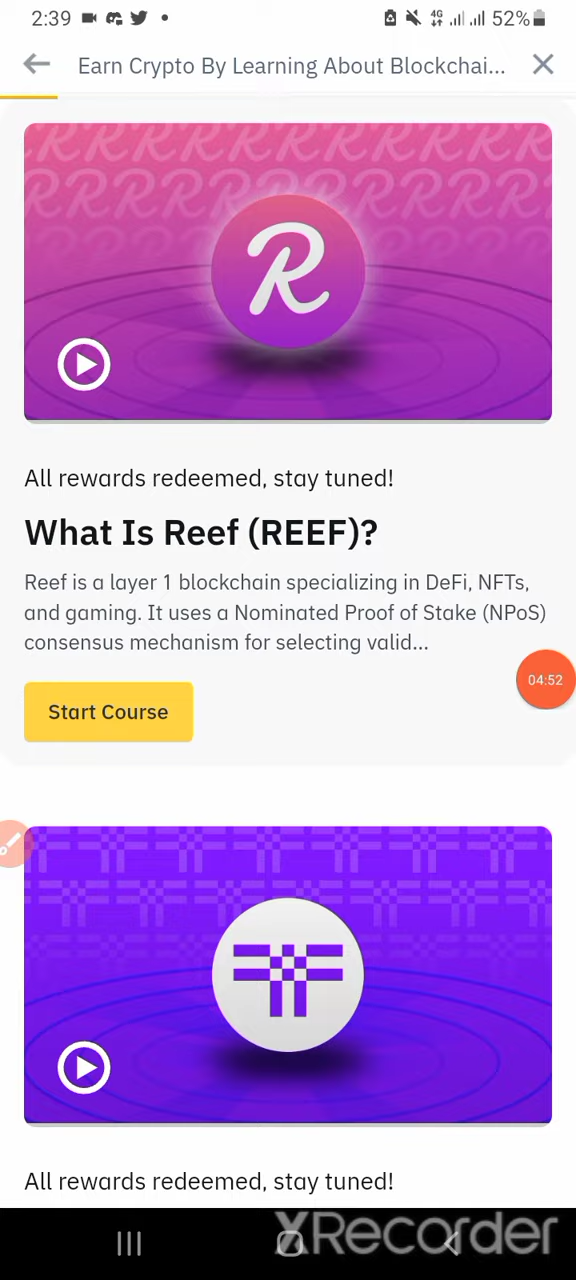 2:39
4G
52%
Earn Crypto By Learning About Blockchai...
R
All rewards redeemed, stay tuned!
What Is Reef (REEF)?
Reef is a layer 1 blockchain specializing in DeFi, NFTs,
and gaming. It uses a Nominated Proof of Stake (NPoS)
consensus mechanism for selecting valid...
04:52
Start Course
All rewards redeemed, stay tuned!
XRecorder